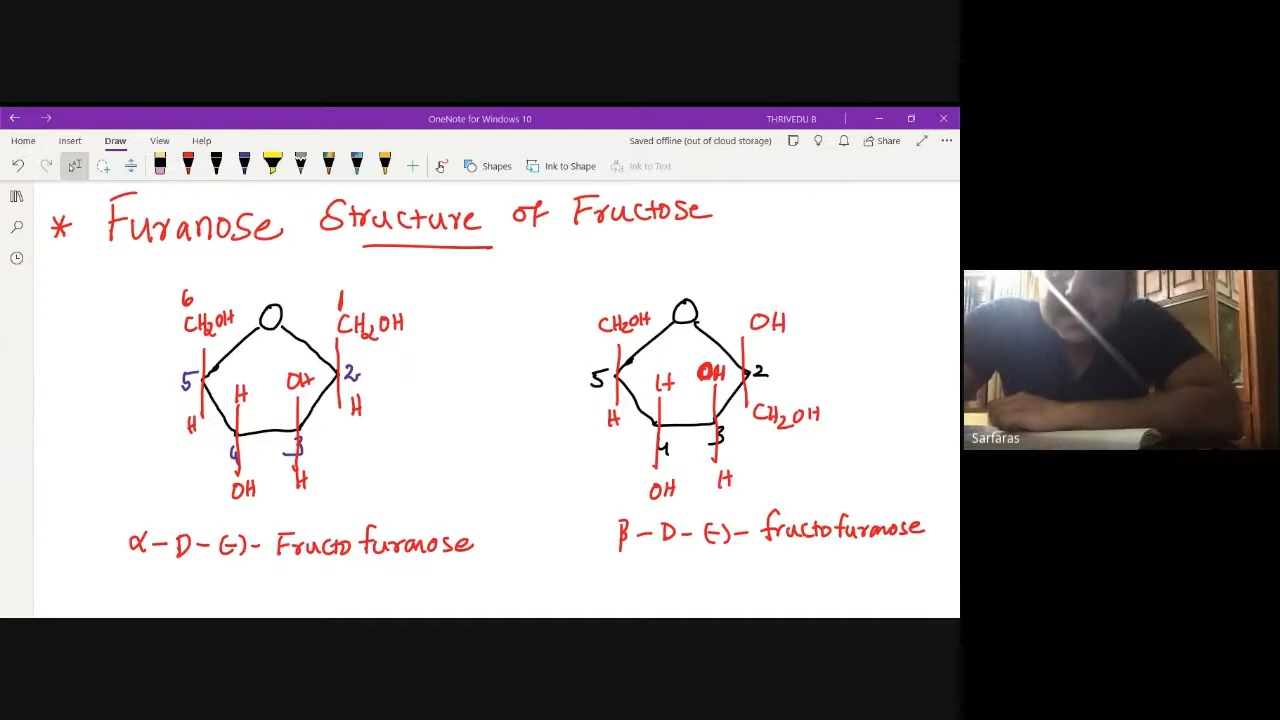 OneNote for Windows 10
THRIVEDU B
Home Insert Draw View Help
Saved offline (out of cloud storage)
Share
Shapes
Ink to Shape
Ink to Text
* Furanose Structure of Fructose
6
CH2OH
O
1
CH2OH
5
H
OH
2
H
H
4
3
OH
H
α-D-(-)- Fructofuranose
CH2OH
O
OH
5
H
OH
2
H
CH2OH
4
3
OH
H
β-D-(-)- fructofuranose
Sarfaras